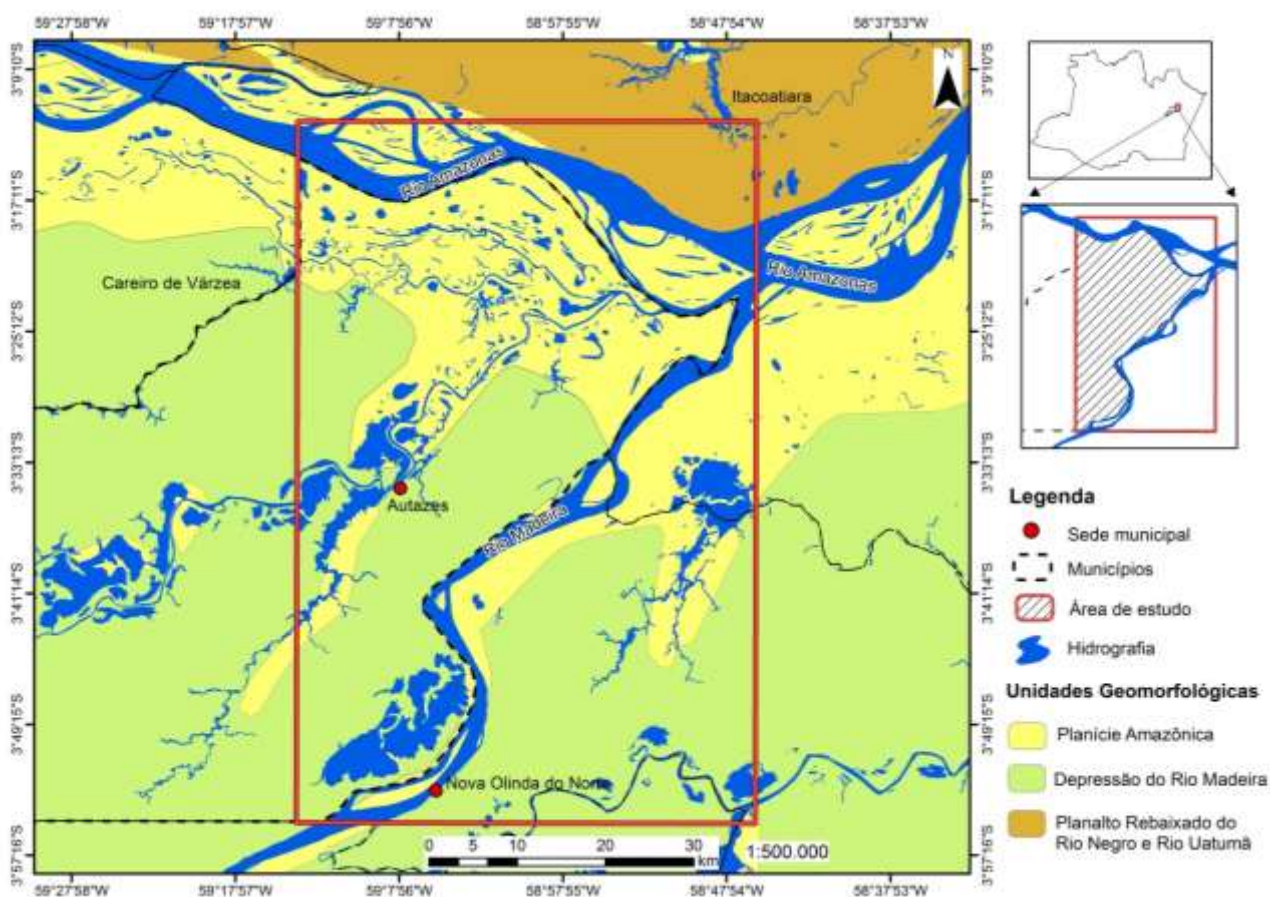 59°27'58"W 59°17'57"W 59°7'56"W 58°57'55"W 58°47'54"W 58°37'53"W
3°9'10"S
3°17'11"S
3°25'12"S
3°33'13"S
3°41'14"S
3°49'15"S
3°57'16"S
N
Itacoatiara
Rio Amazonas
Rio Amazonas
Careiro de Várzea
Autazes
Rio Madeira
Nova Olinda do Norte
0 5 10 20 30
km
1:500.000
3°9'10"S
3°17'11"S
3°25'12"S
3°33'13"S
3°41'14"S
3°49'15"S
3°57'16"S
59°27'58"W 59°17'57"W 59°7'56"W 58°57'55"W 58°47'54"W 58°37'53"W
Legenda
Sede municipal
Municípios
Área de estudo
Hidrografia
Unidades Geomorfológicas
Planície Amazônica
Depressão do Rio Madeira
Planalto Rebaixado do
Rio Negro e Rio Uatumã